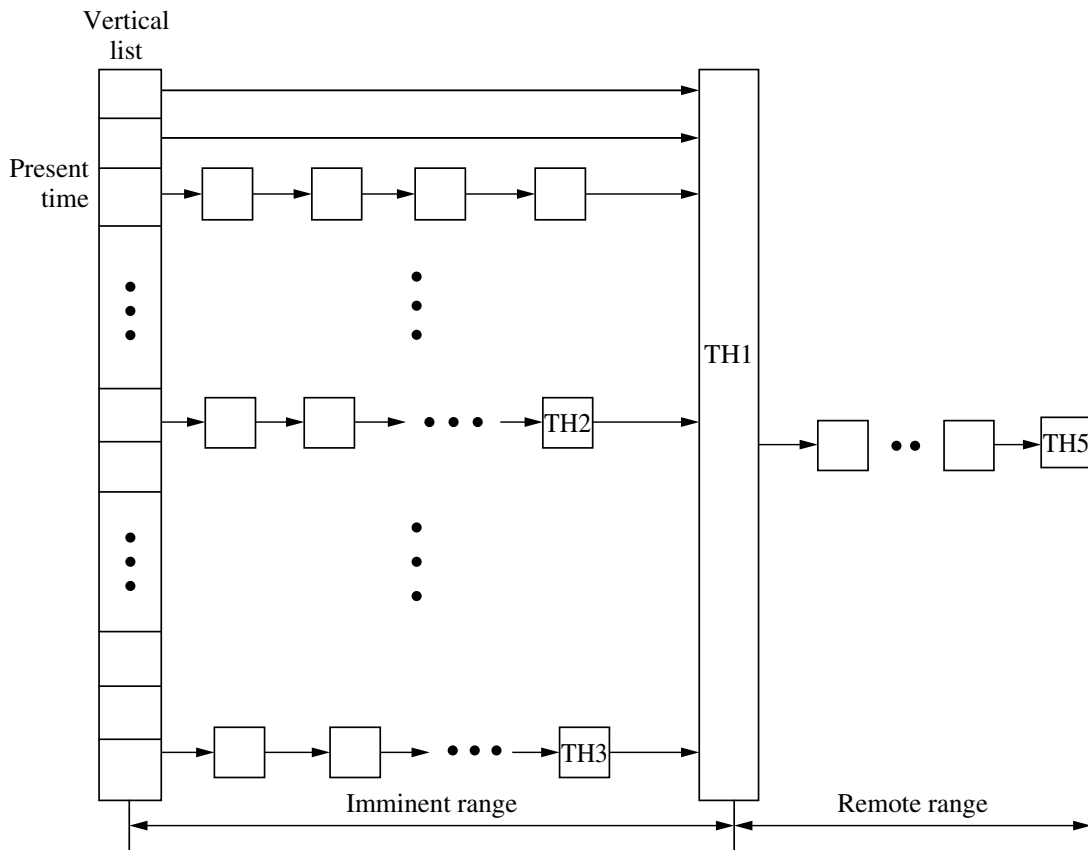 Vertical
list
Present
time
TH1
TH2
TH5
TH3
Imminent range
Remote range